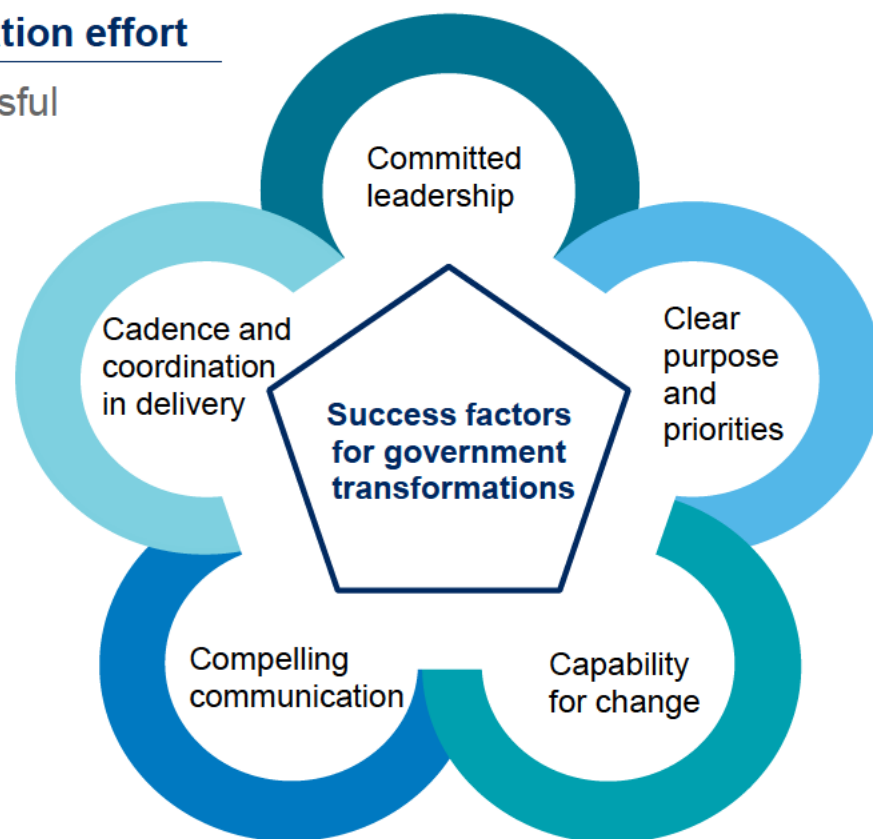 tion effort
sful
Committed
leadership
Clear
purpose
and
priorities
Cadence and
coordination
in delivery
Success factors
for government
transformations
Compelling
communication
Capability
for change